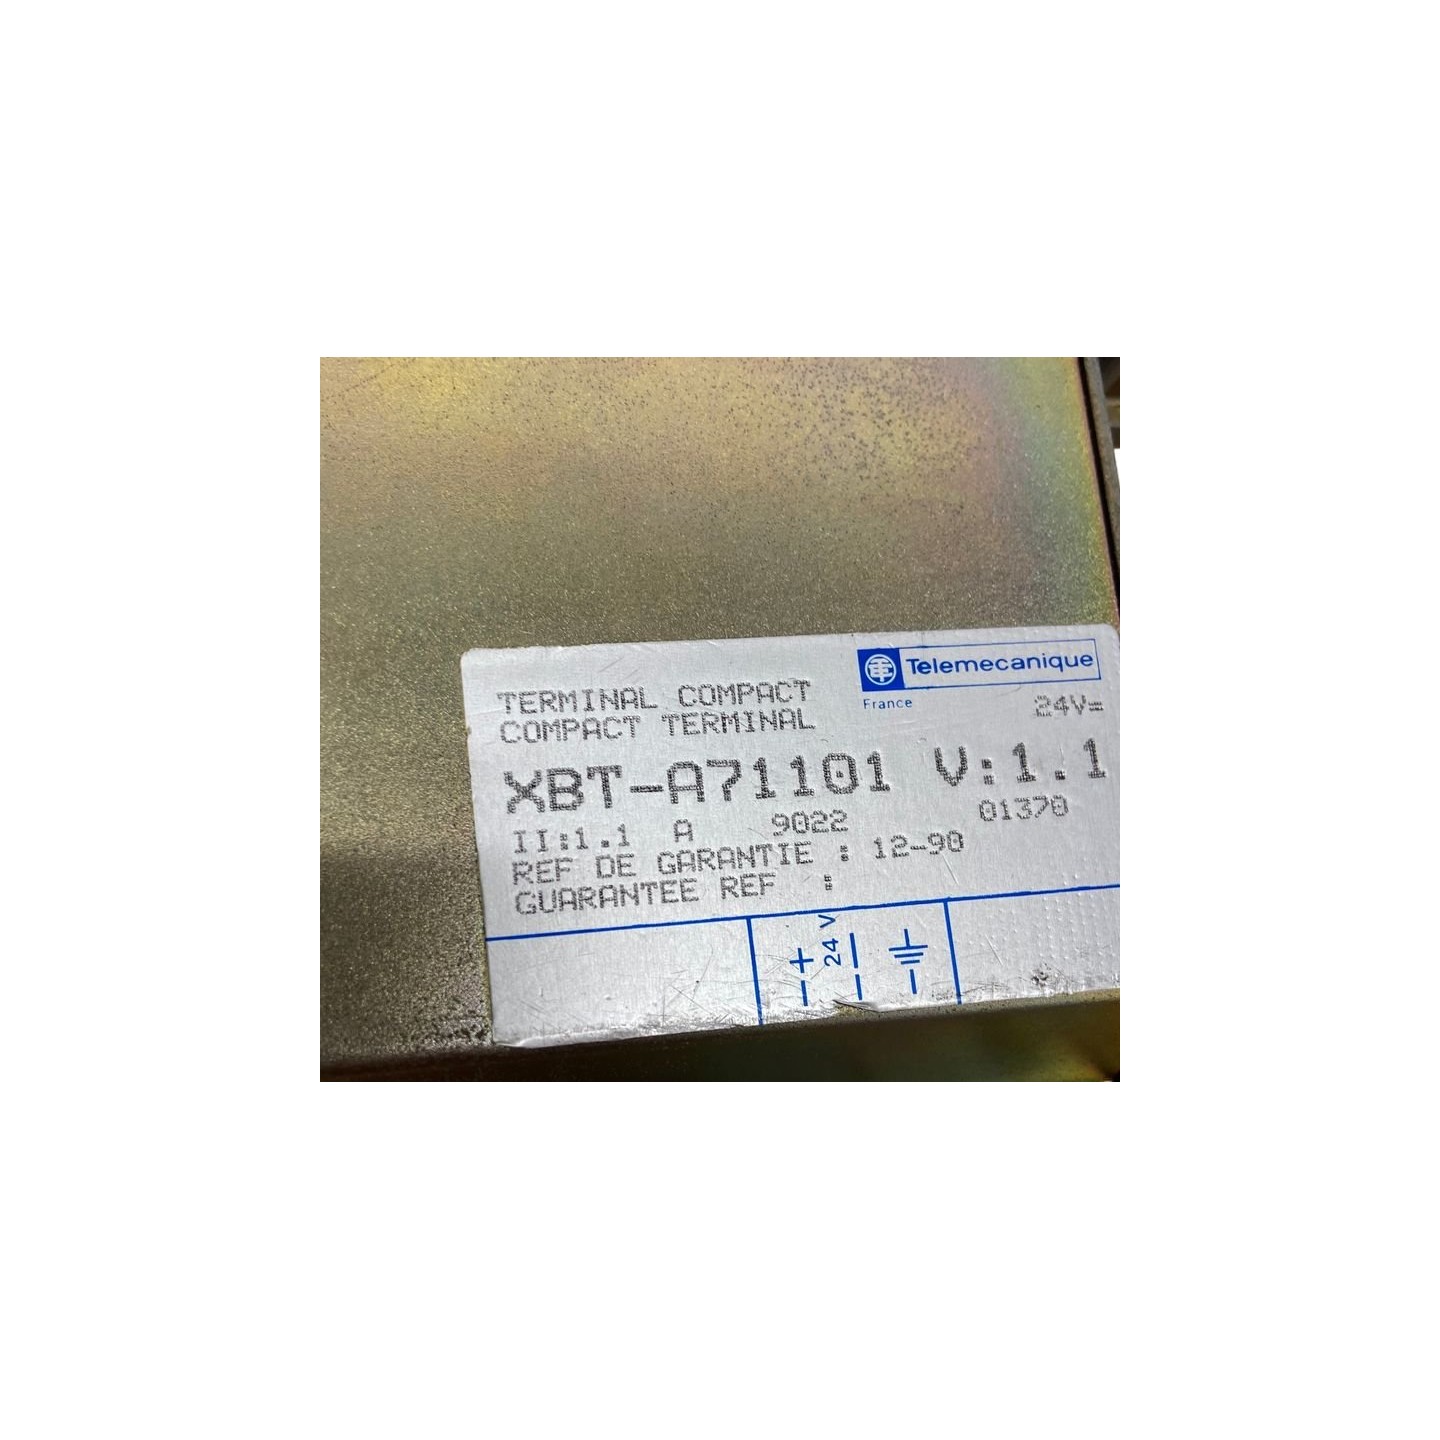 Telemecanique
France
24V=
TERMINAL COMPACT
COMPACT TERMINAL
XBT-A71101 V:1.1
II:1.1 A 9022 01370
REF DE GARANTIE : 12-90
GUARANTEE REF :
+ 24 V —